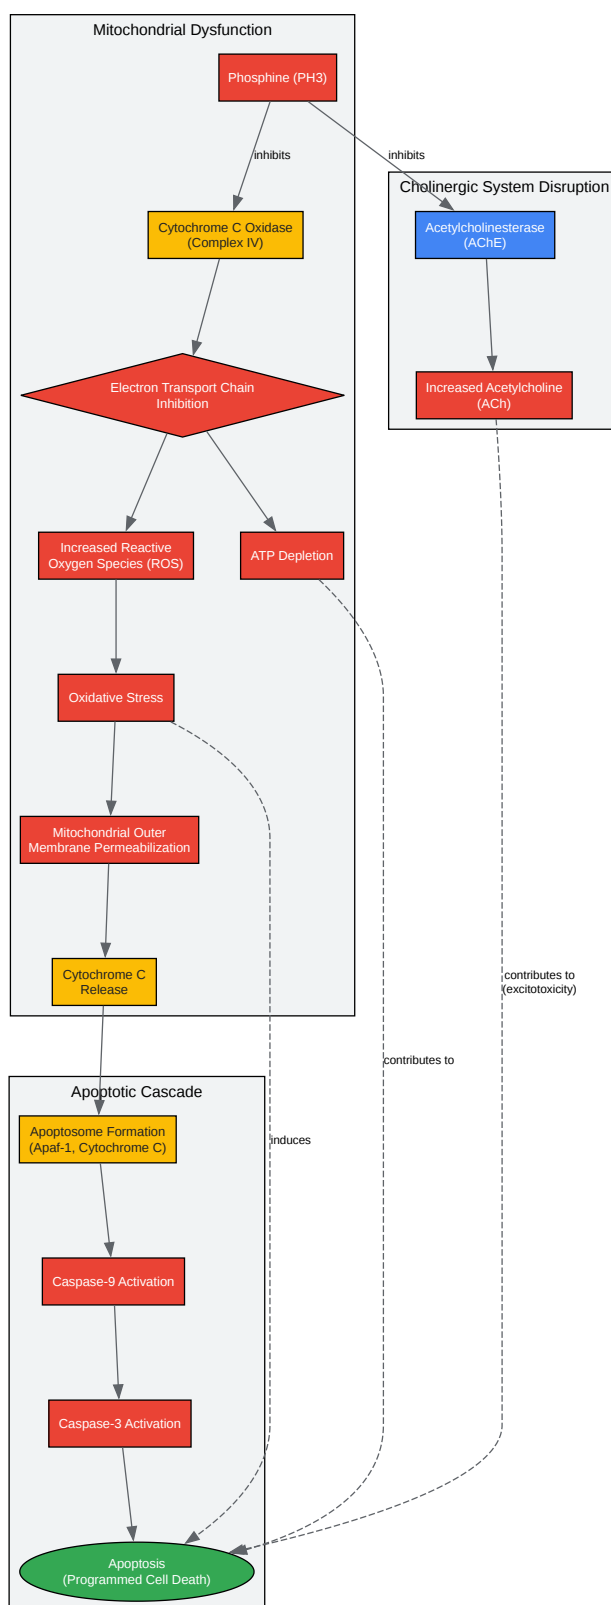 Mitochondrial Dysfunction
Phosphine (PH3)
inhibits
inhibits
Cholinergic System Disruption
Cytochrome C Oxidase
(Complex IV)
Acetylcholinesterase
(AChE)
Electron Transport Chain
Inhibition
Increased Acetylcholine
(ACh)
Increased Reactive
Oxygen Species (ROS)
ATP Depletion
Oxidative Stress
Mitochondrial Outer
Membrane Permeabilization
Cytochrome C
Release
contributes to
(excitotoxicity)
contributes to
Apoptotic Cascade
Apoptosome Formation
(Apaf-1, Cytochrome C)
induces
Caspase-9 Activation
Caspase-3 Activation
Apoptosis
(Programmed Cell Death)